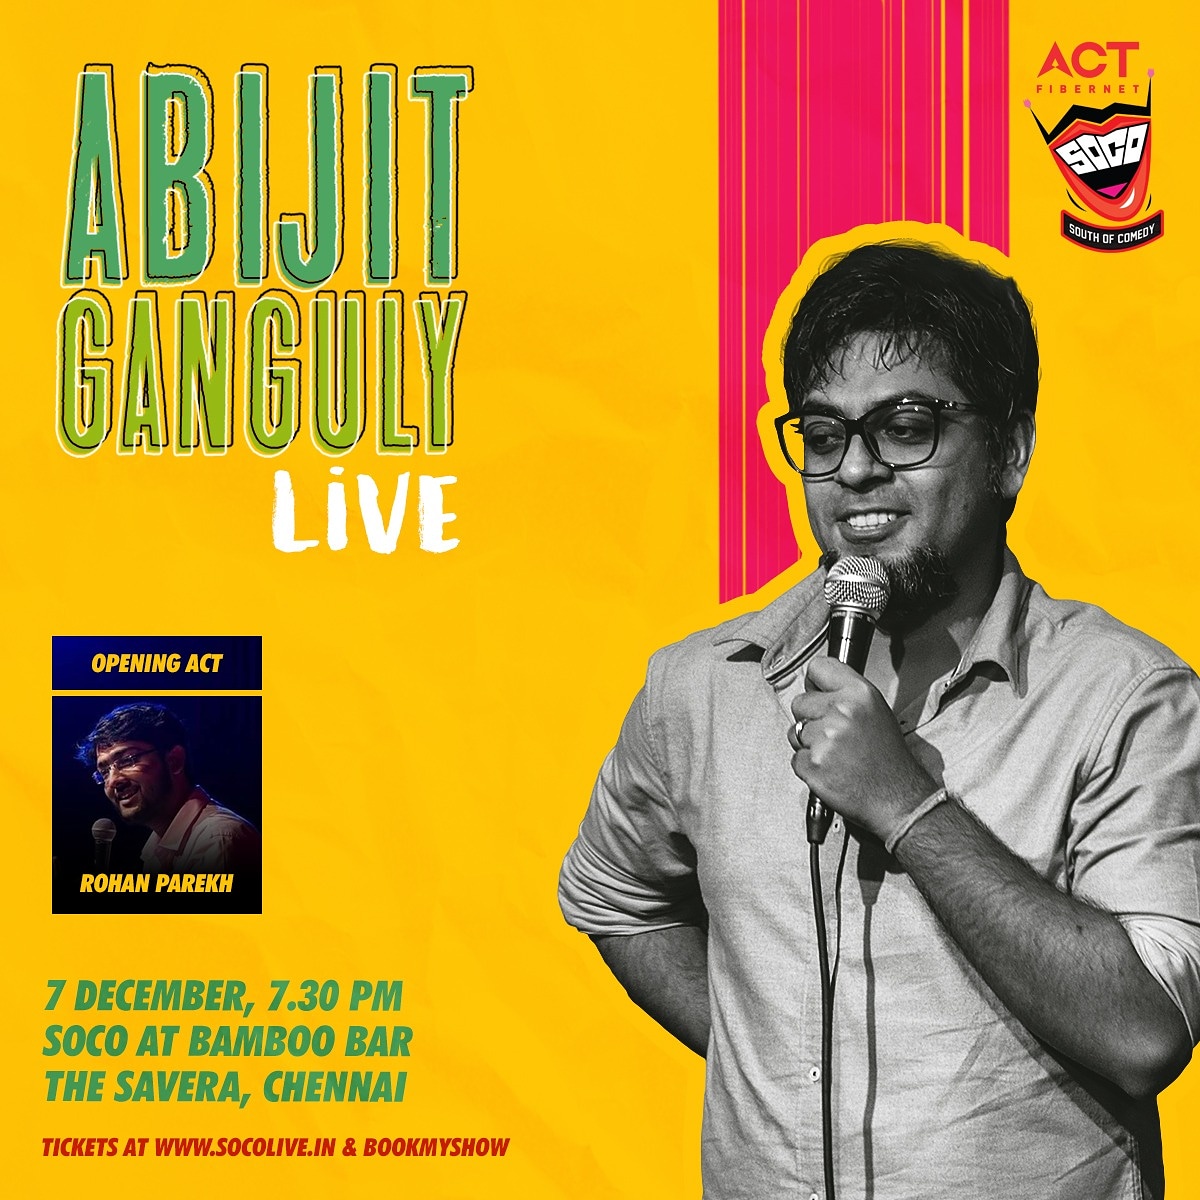 ABIJIT
GANGULY
LiVE
ACT
FIBERNET
SOCO
SOUTH OF COMEDY
OPENING ACT
ROHAN PAREKH
7 DECEMBER, 7.30 PM
SOCO AT BAMBOO BAR
THE SAVERA, CHENNAI
TICKETS AT WWW.SOCOLIVE.IN & BOOKMYSHOW